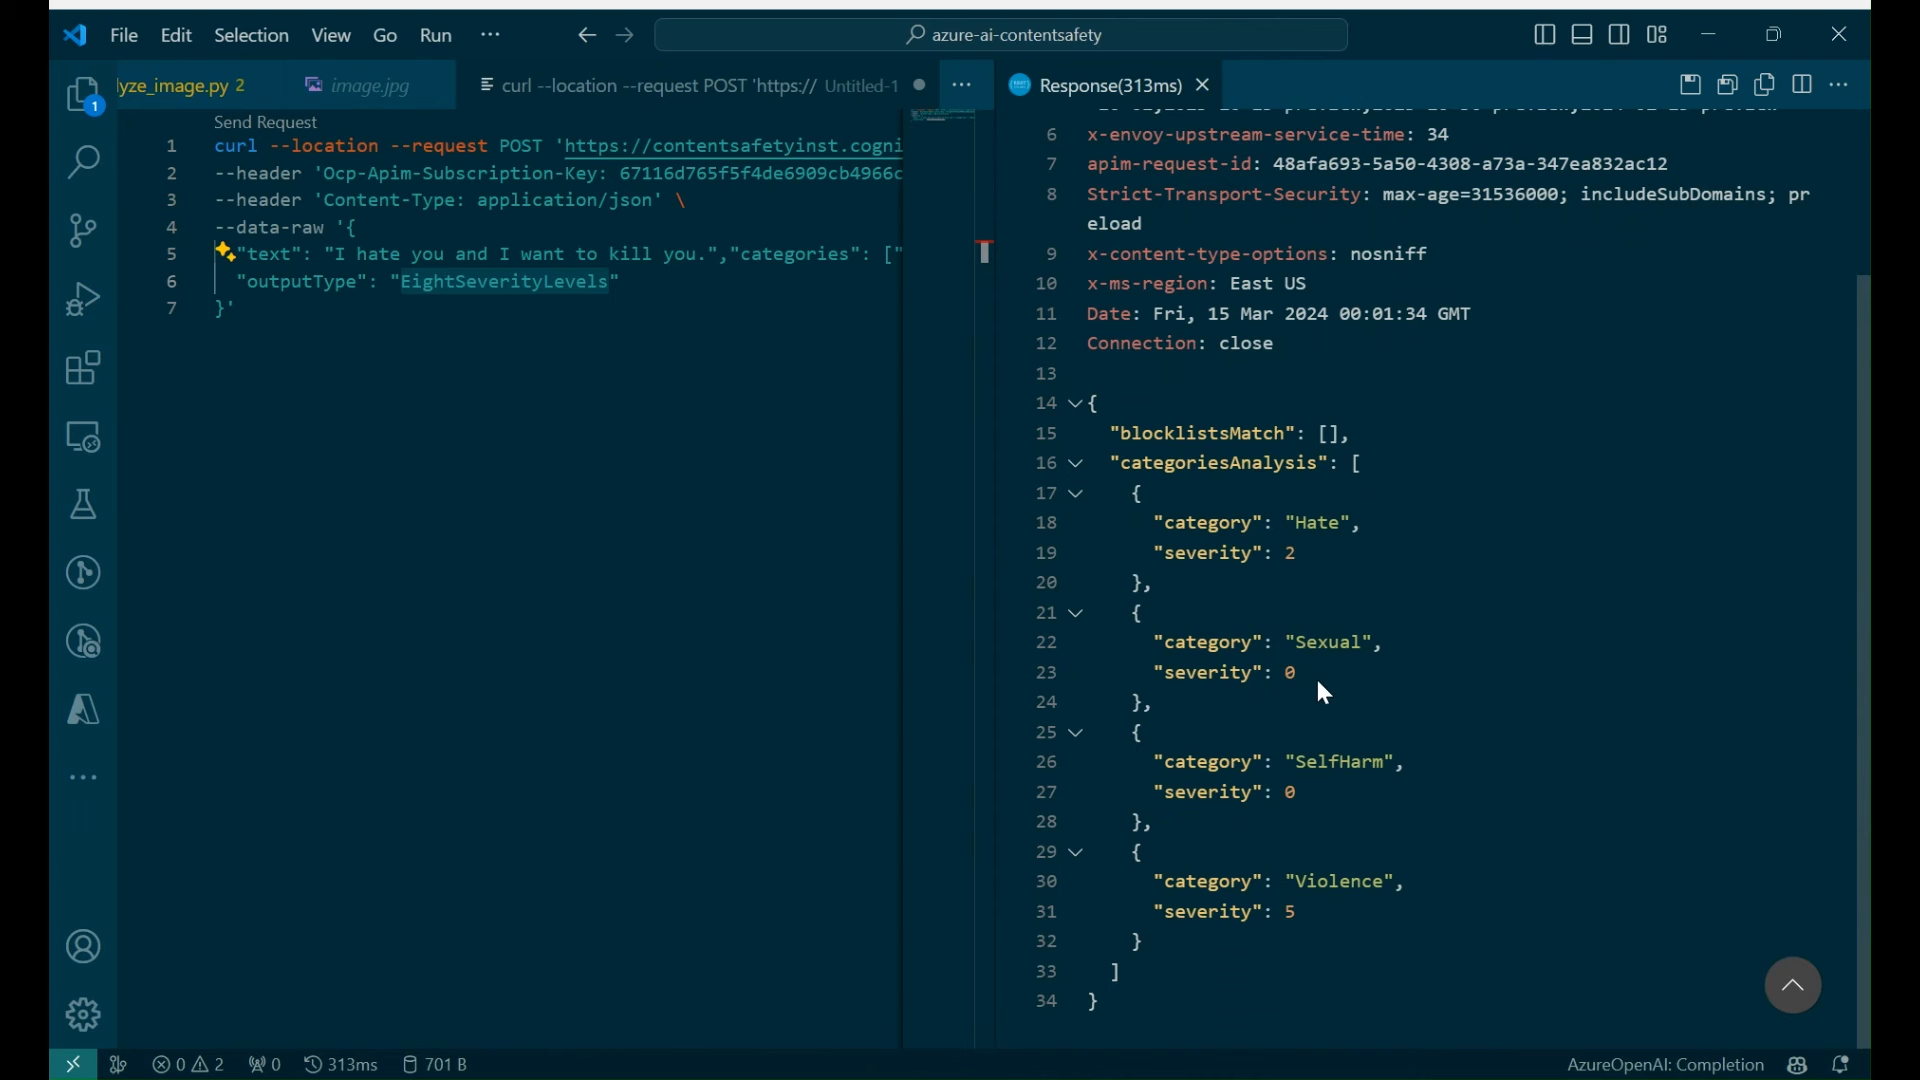 File Edit Selection View Go Run ··· azure-ai-contentsafety
lyze_image.py 2 image.jpg curl --location --request POST 'https:// Untitled-1 ··· Response(313ms)
1
Send Request
1 curl --location --request POST 'https://contentsafetyinst.cogni
2 --header 'Ocp-Apim-Subscription-Key: 67116d765f5f4de6909cb4966c
3 --header 'Content-Type: application/json' \
4 --data-raw '{
5 "text": "I hate you and I want to kill you.","categories": ["
6 "outputType": "EightSeverityLevels"
7 }'
6 x-envoy-upstream-service-time: 34
7 apim-request-id: 48afa693-5a50-4308-a73a-347ea832ac12
8 Strict-Transport-Security: max-age=31536000; includeSubDomains; pr
eload
9 x-content-type-options: nosniff
10 x-ms-region: East US
11 Date: Fri, 15 Mar 2024 00:01:34 GMT
12 Connection: close
13
14 {
15 "blocklistsMatch": [],
16 "categoriesAnalysis": [
17 {
18 "category": "Hate",
19 "severity": 2
20 },
21 {
22 "category": "Sexual",
23 "severity": 0
24 },
25 {
26 "category": "SelfHarm",
27 "severity": 0
28 },
29 {
30 "category": "Violence",
31 "severity": 5
32 }
33 ]
34 }
0 2 0 313ms 701 B AzureOpenAI: Completion